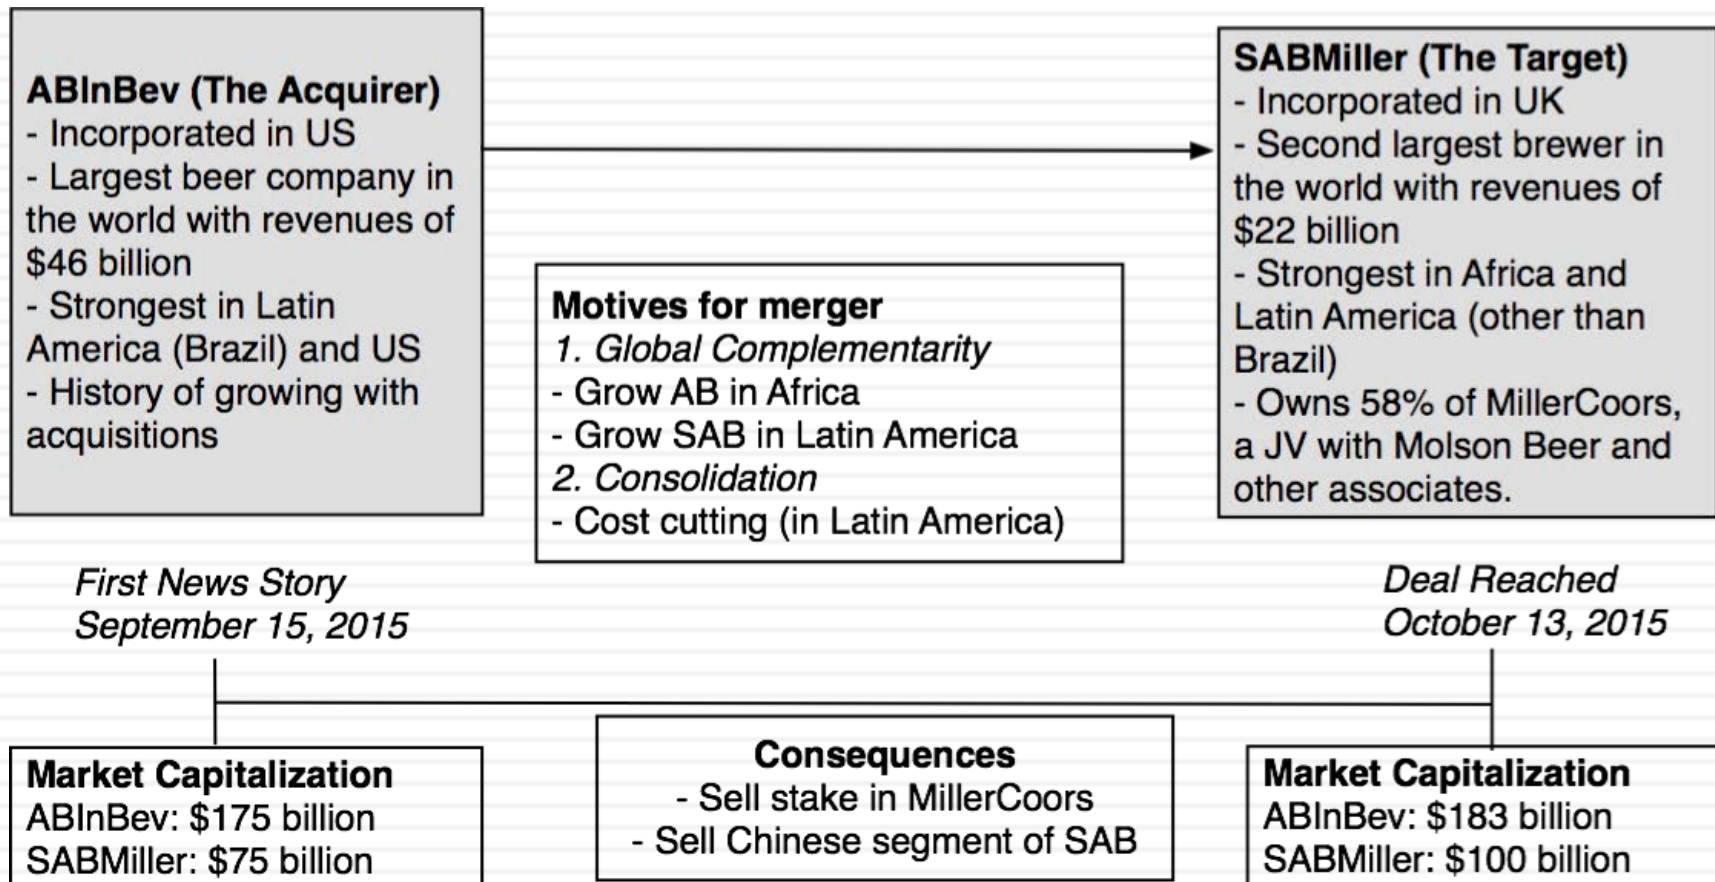 ABInBev (The Acquirer)
- Incorporated in US
- Largest beer company in
the world with revenues of
$46 billion
- Strongest in Latin
America (Brazil) and US
- History of growing with
acquisitions
SABMiller (The Target)
- Incorporated in UK
- Second largest brewer in
the world with revenues of
$22 billion
- Strongest in Africa and
Latin America (other than
Brazil)
- Owns 58% of MillerCoors,
a JV with Molson Beer and
other associates.
Motives for merger
1. Global Complementarity
- Grow AB in Africa
- Grow SAB in Latin America
2. Consolidation
- Cost cutting (in Latin America)
First News Story
September 15, 2015
Deal Reached
October 13, 2015
Market Capitalization
ABInBev: $175 billion
SABMiller: $75 billion
Consequences
- Sell stake in MillerCoors
- Sell Chinese segment of SAB
Market Capitalization
ABInBev: $183 billion
SABMiller: $100 billion